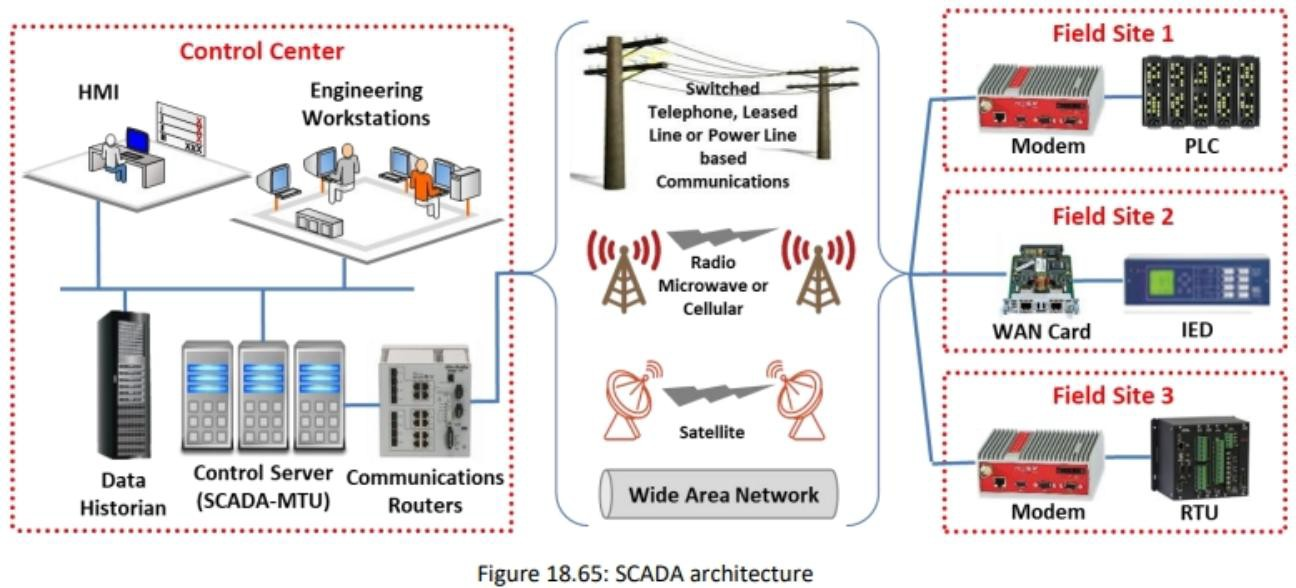 Control Center
HMI
Engineering
Workstations
Data
Historian
Control Server
(SCADA-MTU)
Communications
Routers
Switched
Telephone, Leased
Line or Power Line
based
Communications
Radio
Microwave or
Cellular
Satellite
Wide Area Network
Field Site 1
Modem
PLC
Field Site 2
WAN Card
IED
Field Site 3
Modem
RTU
Figure 18.65: SCADA architecture